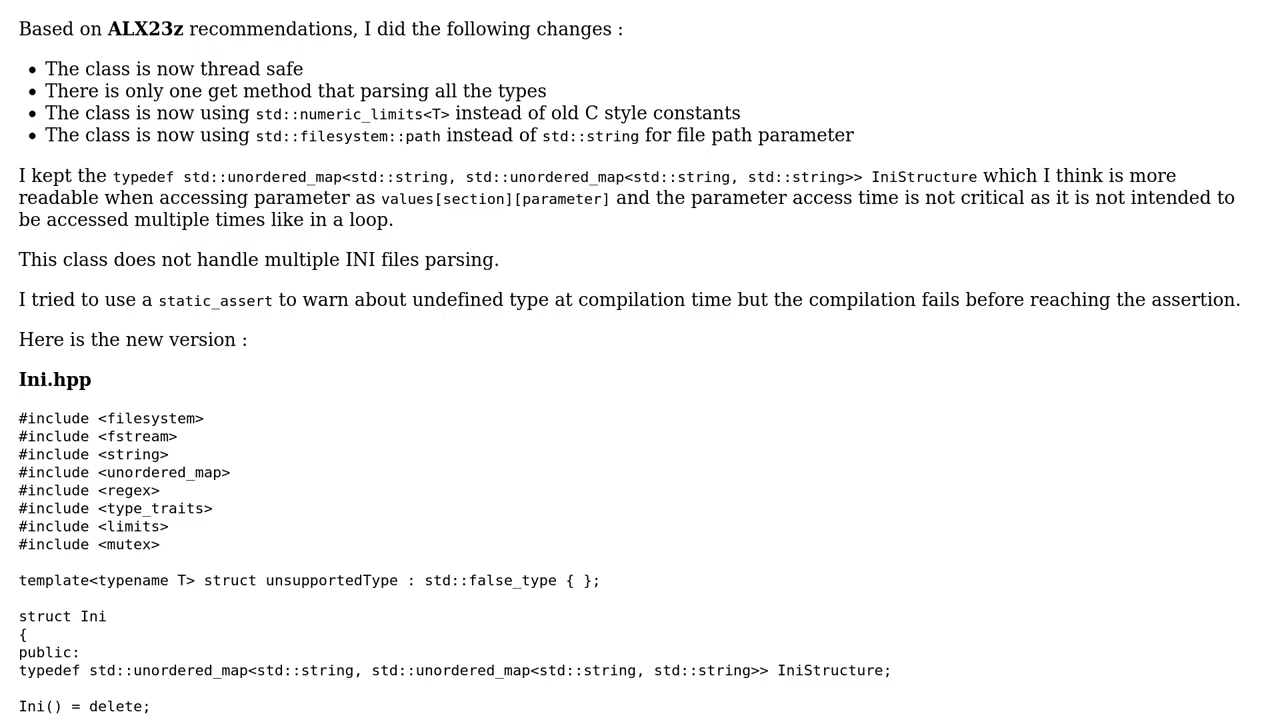 Based on ALX23z recommendations, I did the following changes :
• The class is now thread safe
• There is only one get method that parsing all the types
• The class is now using std::numeric_limits<T> instead of old C style constants
• The class is now using std::filesystem::path instead of std::string for file path parameter
I kept the typedef std::unordered_map<std::string, std::unordered_map<std::string, std::string>> IniStructure which I think is more
readable when accessing parameter as values[section][parameter] and the parameter access time is not critical as it is not intended to
be accessed multiple times like in a loop.
This class does not handle multiple INI files parsing.
I tried to use a static_assert to warn about undefined type at compilation time but the compilation fails before reaching the assertion.
Here is the new version :
Ini.hpp
#include <filesystem>
#include <fstream>
#include <string>
#include <unordered_map>
#include <regex>
#include <type_traits>
#include <limits>
#include <mutex>
template<typename T> struct unsupportedType : std::false_type { };
struct Ini
{
public:
typedef std::unordered_map<std::string, std::unordered_map<std::string, std::string>> IniStructure;
Ini() = delete;